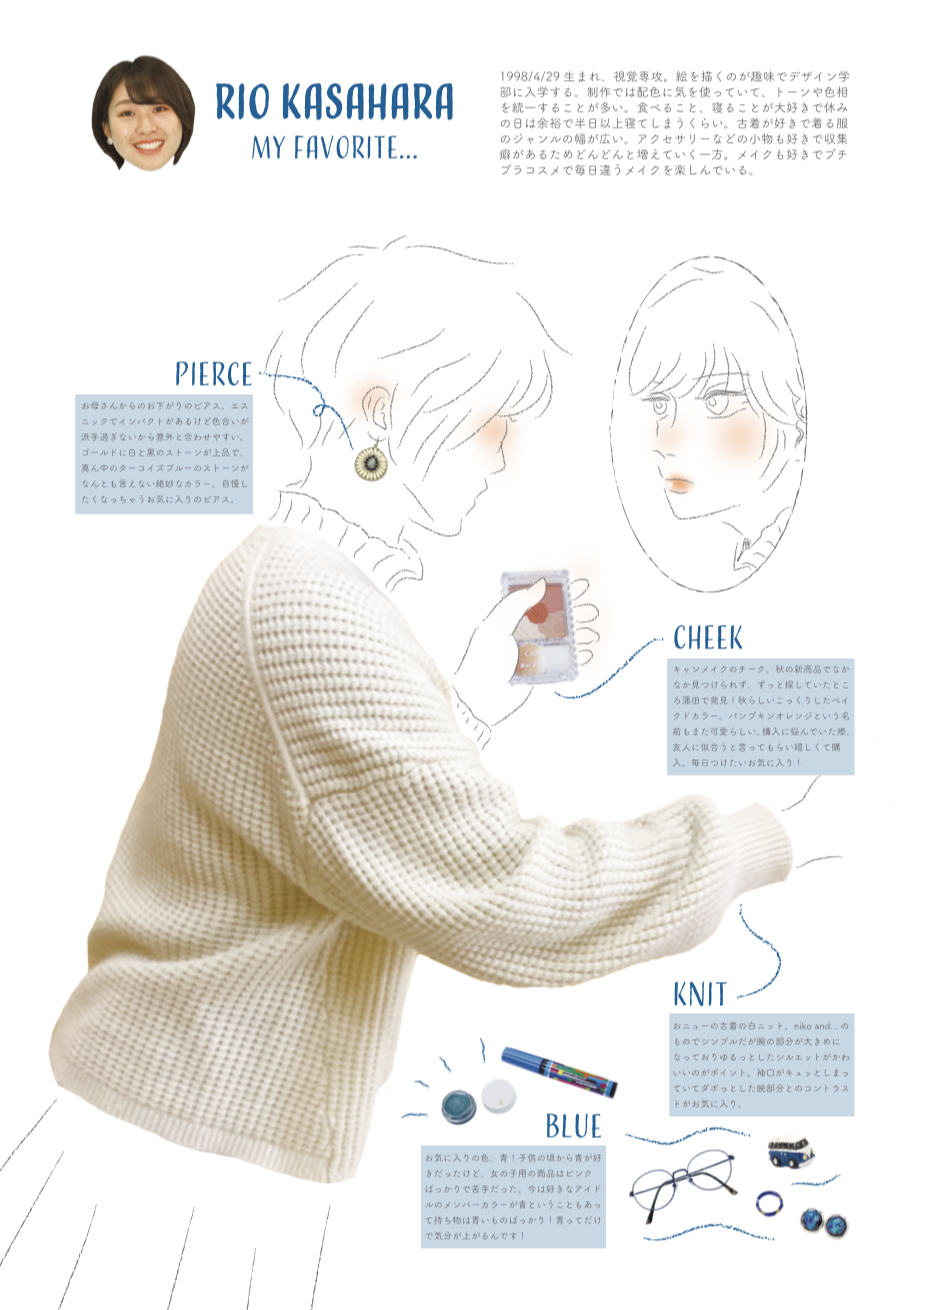 RIO KASAHARA
MY FAVORITE...
1998/4/29 生まれ、視覚専攻。絵を描くのが趣味でデザイン学
部に入学する。制作では配色に気を使っていて、トーンや色相
を統一することが多い。食べること、寝ることが大好きで休み
の日は余裕で半日以上寝てしまうくらい。古着が好きで着る服
のジャンルの幅が広い。アクセサリーなどの小物も好きで収集
癖があるためどんどんと増えていく一方。メイクも好きでプチ
プラコスメで毎日違うメイクを楽しんでいる。
PIERCE
お母さんからのお下がりのピアス。エス
ニックでインパクトがあるけど色合いが
派手過ぎないから意外と合わせやすい。
ゴールドに白と黒のストーンが上品で、
真ん中のターコイズブルーのストーンが
なんとも言えない絶妙なカラー。自慢し
たくなっちゃうお気に入りのピアス。
CHEEK
キャンメイクのチーク。秋の新商品でなか
なか見つけられず、ずっと探していたとこ
ろ蒲田で発見！秋らしいこっくりしたベイ
クドカラー。パンプキンオレンジという名
前もまた可愛らしい。購入に悩んでいた際、
友人に似合うと言ってもらい嬉しくて購
入。毎日つけたいお気に入り！
KNIT
おニューの古着の白ニット。niko and... の
ものでシンプルだが腕の部分が大きめに
なっておりゆるっとしたシルエットがかわ
いいのがポイント。袖口がキュッとしまっ
ていてダボっとした腕部分とのコントラス
トがお気に入り。
BLUE
お気に入りの色、青！子供の頃から青が好
きだったけど、女の子用の商品はピンク
ばっかりで苦手だった。今は好きなアイド
ルのメンバーカラーが青ということもあっ
て持ち物は青いものばっかり！青ってだけ
で気分が上がるんです！